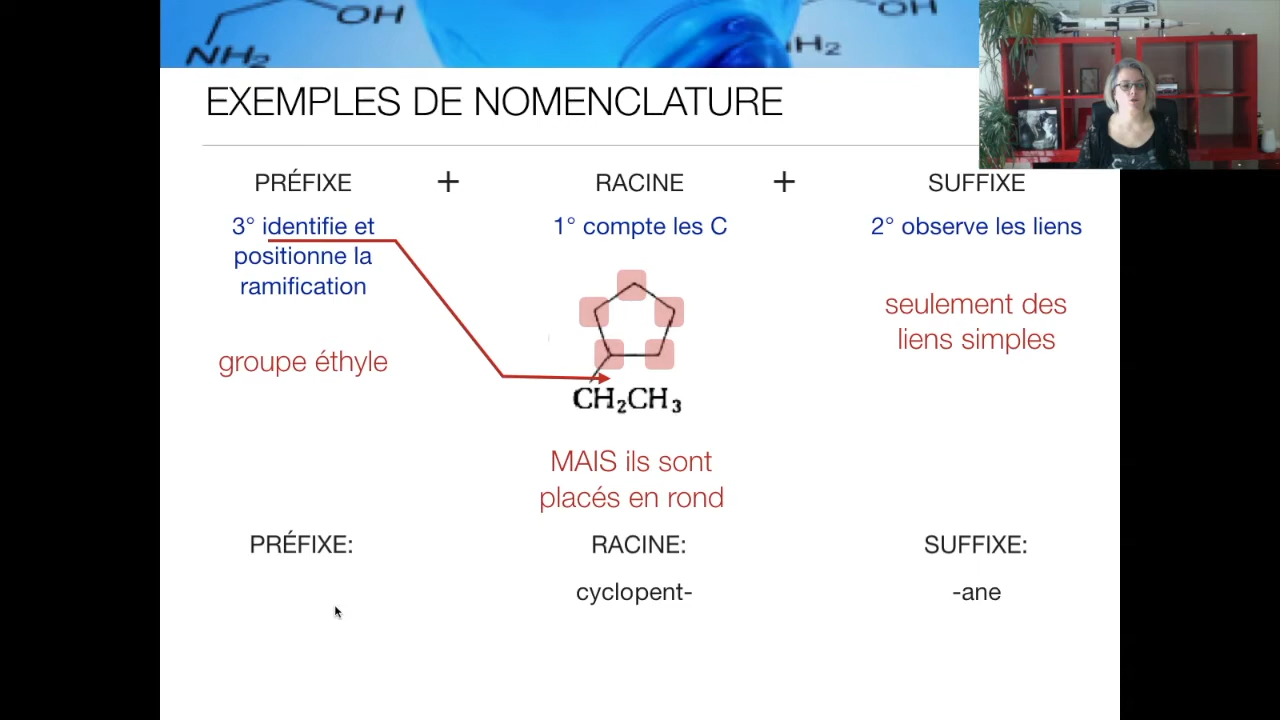 OH
NH2
OH
NH2
EXEMPLES DE NOMENCLATURE
PRÉFIXE + RACINE + SUFFIXE
3° identifie et
positionne la
ramification
1° compte les C
2° observe les liens
seulement des
liens simples
groupe éthyle
CH₂CH₃
MAIS ils sont
placés en rond
PRÉFIXE:
RACINE:
SUFFIXE:
cyclopent-
-ane